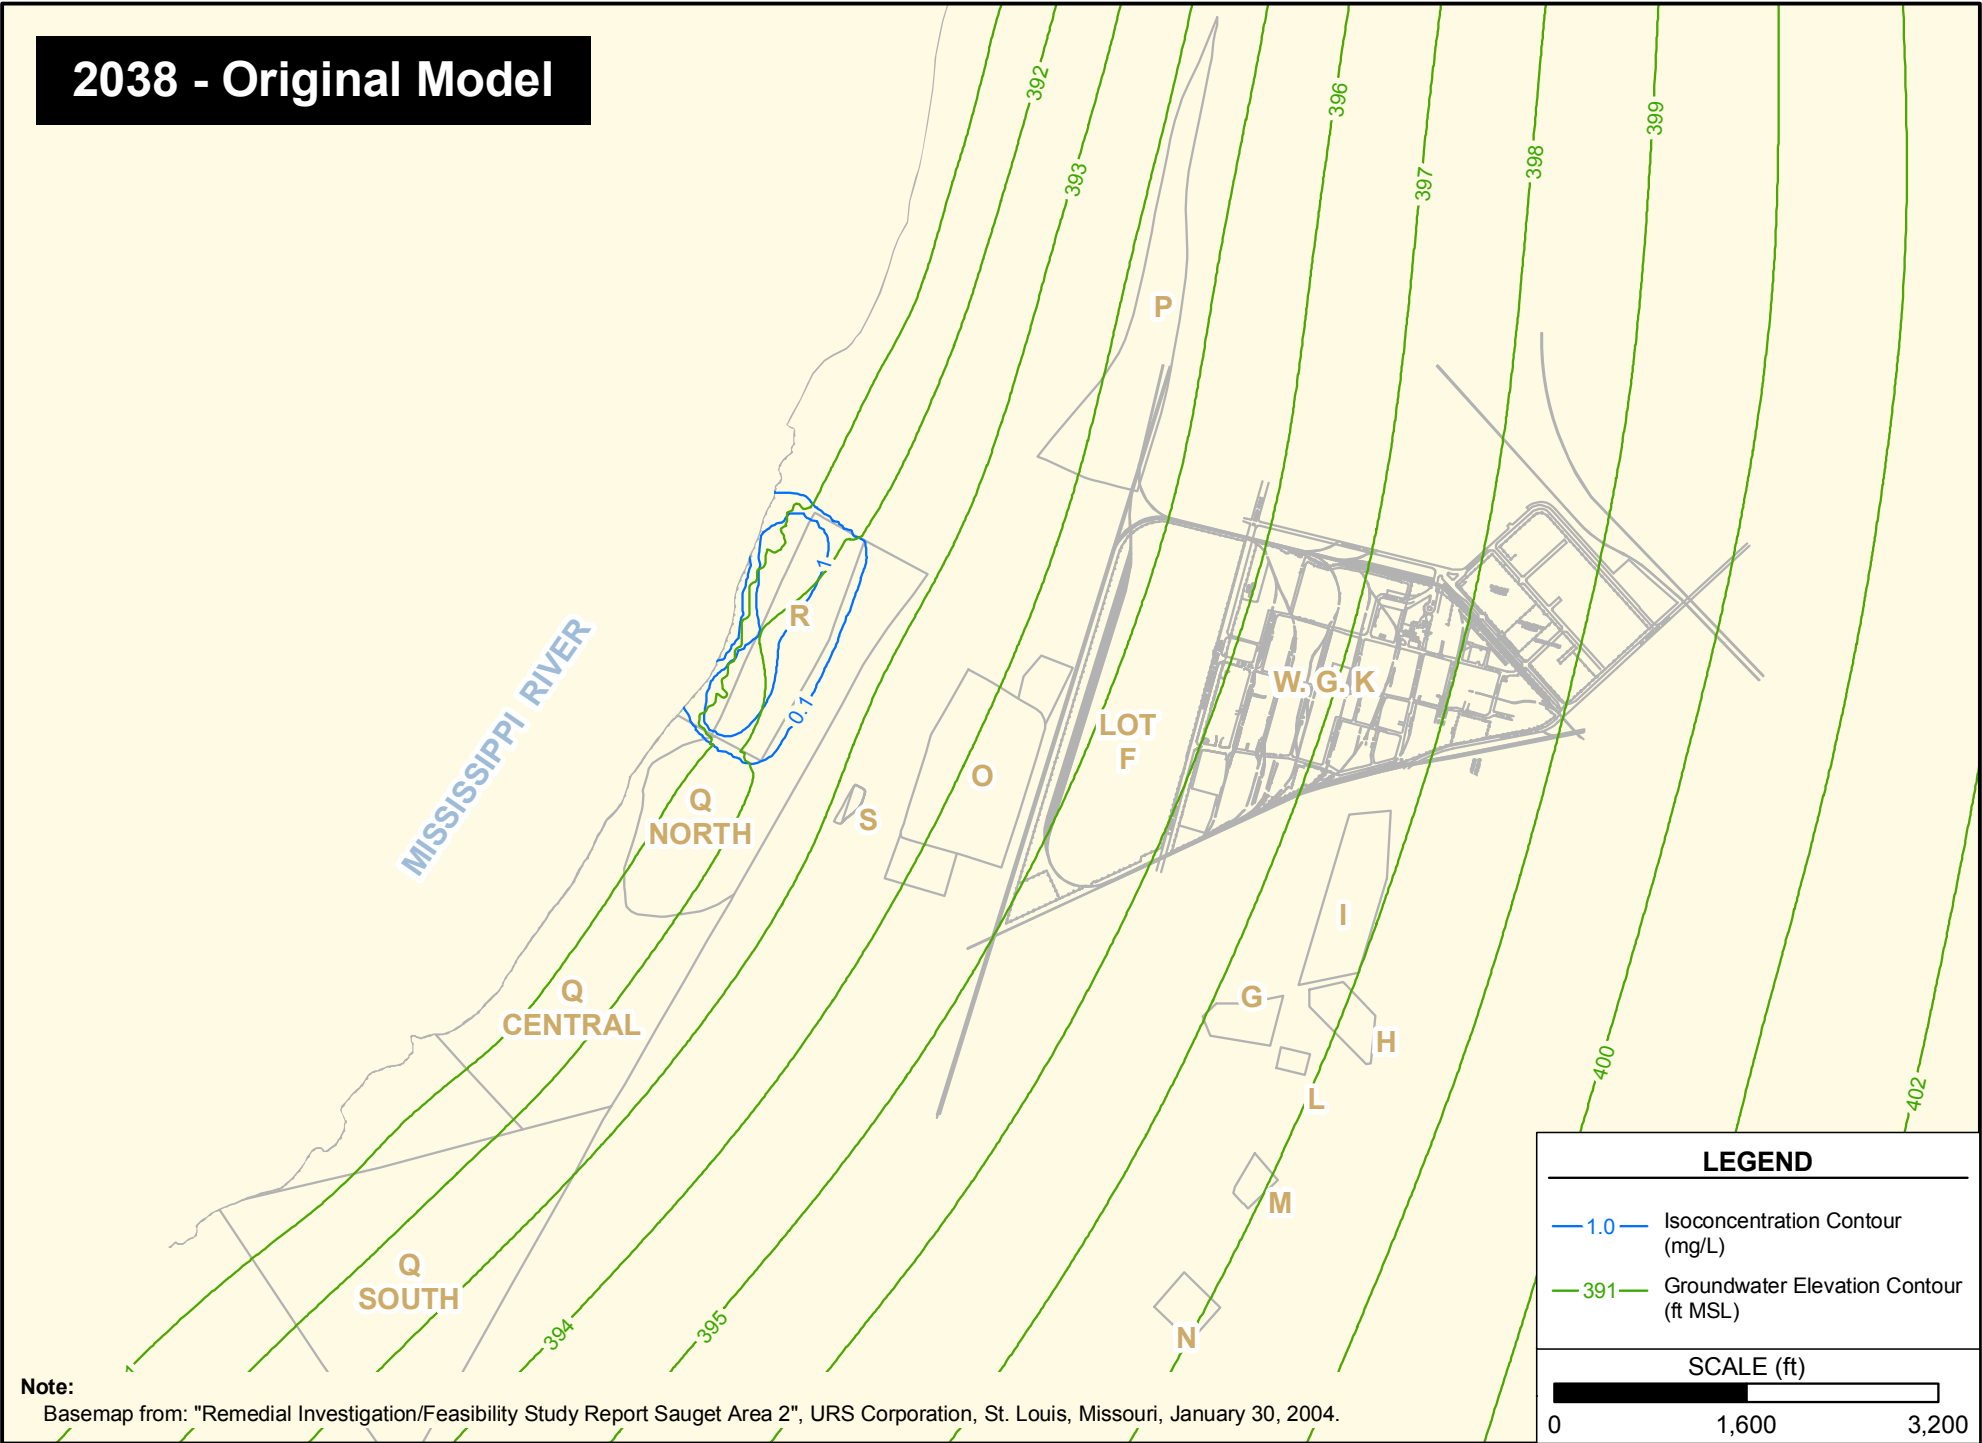 2038 - Original Model
392
396
399
398
393
397
P
1
R
MISSISSIPPI RIVER
W. G. K
0.1
LOT
F
O
Q
NORTH
S
I
Q
CENTRAL
G
H
400
L
402
M
Q
SOUTH
394
395
N
1
LEGEND
1.0
Isoconcentration Contour
(mg/L)
391
Groundwater Elevation Contour
(ft MSL)
SCALE (ft)
0 1,600 3,200
Note:
Basemap from: "Remedial Investigation/Feasibility Study Report Sauget Area 2", URS Corporation, St. Louis, Missouri, January 30, 2004.